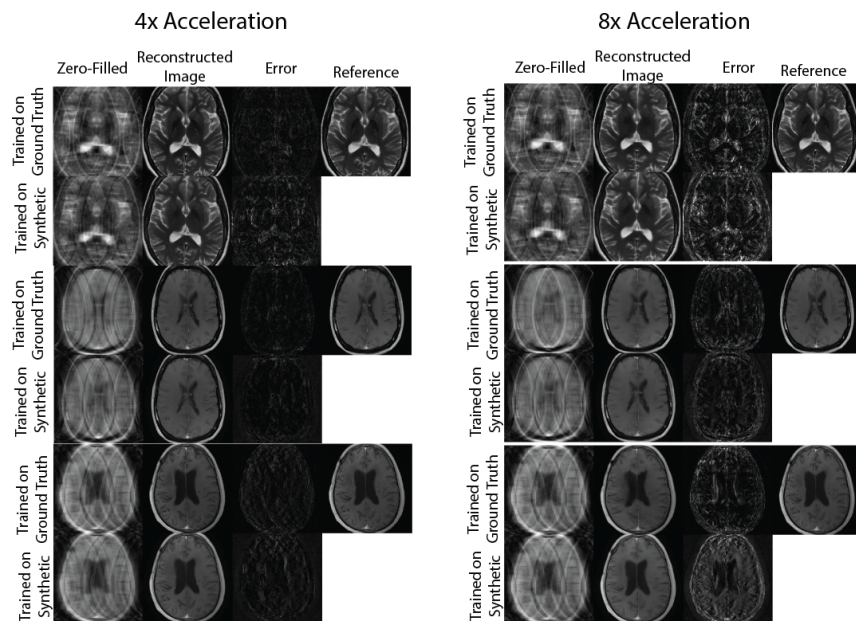 4x Acceleration
8x Acceleration
Zero-Filled
Reconstructed
Image
Error
Reference
Zero-Filled
Reconstructed
Image
Error
Reference
Trained on
Ground Truth
Trained on
Synthetic
Trained on
Ground Truth
Trained on
Synthetic
Trained on
Ground Truth
Trained on
Synthetic
Trained on
Ground Truth
Trained on
Synthetic
Trained on
Ground Truth
Trained on
Synthetic
Trained on
Ground Truth
Trained on
Synthetic